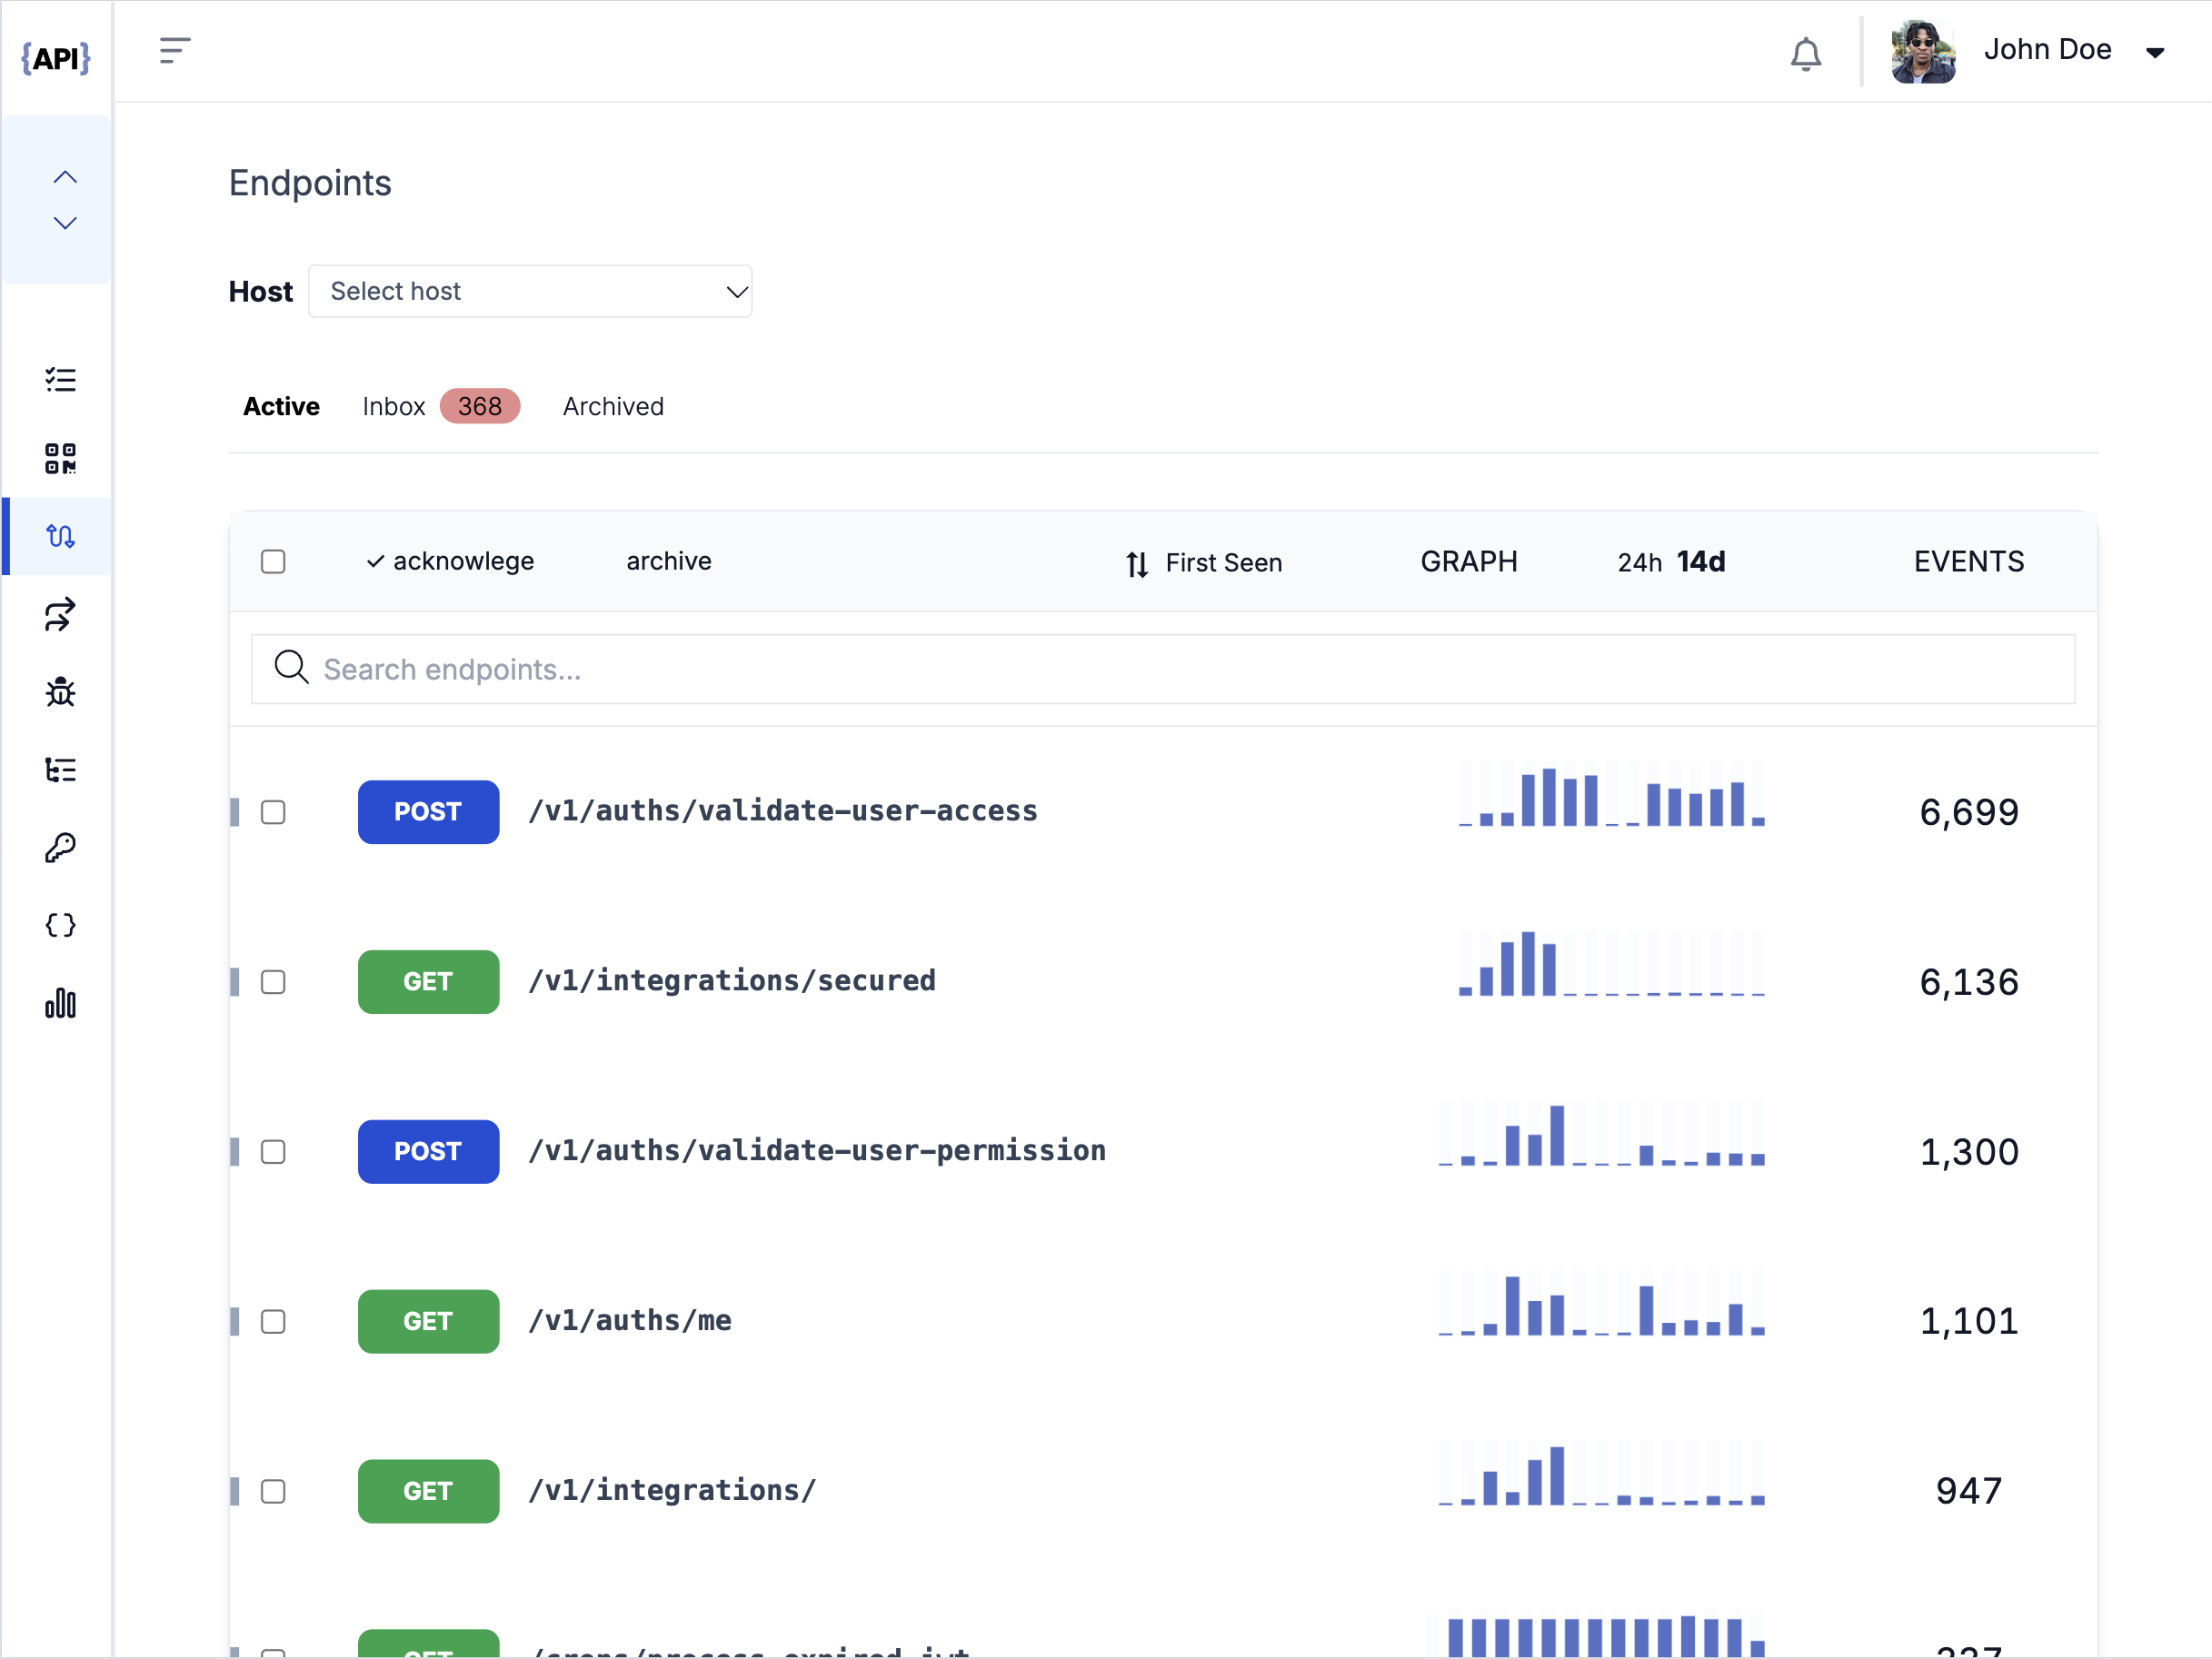 {API}
John Doe
Endpoints
Host Select host
Active Inbox 368 Archived
acknowlege archive First Seen GRAPH 24h 14d EVENTS
Search endpoints...
POST /v1/auths/validate-user-access 6,699
GET /v1/integrations/secured 6,136
POST /v1/auths/validate-user-permission 1,300
GET /v1/auths/me 1,101
GET /v1/integrations/ 947
GET